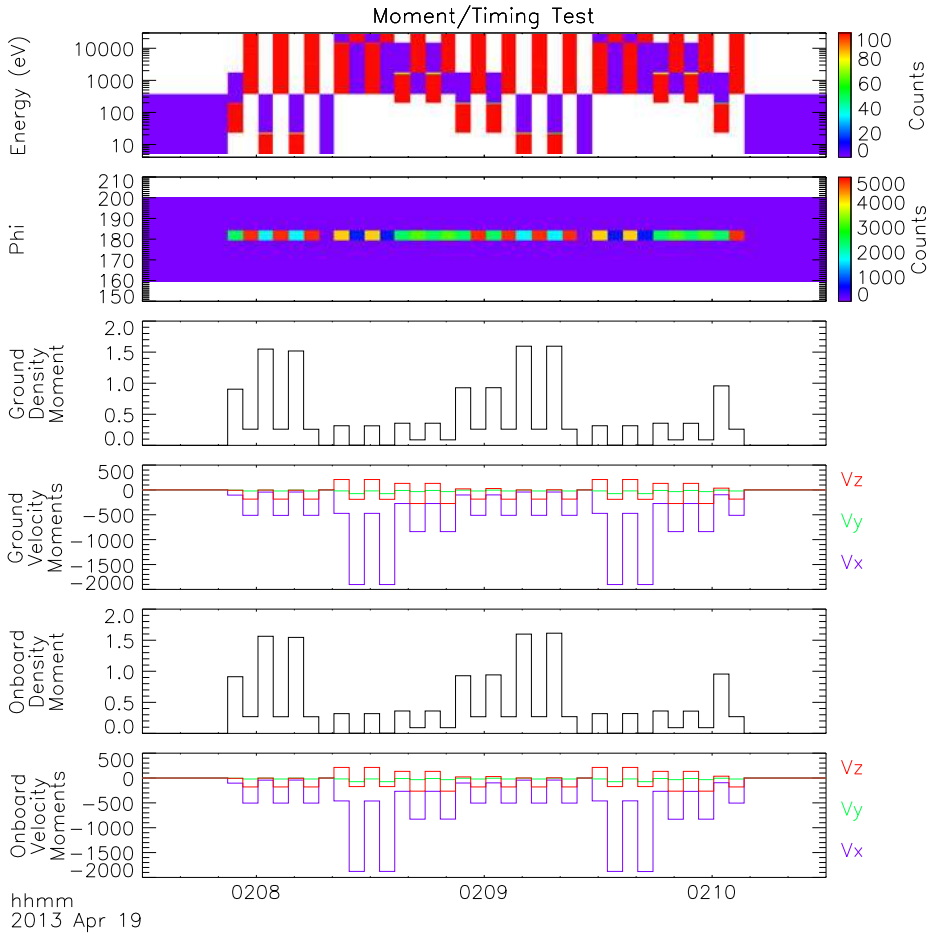 Moment/Timing Test
Energy (eV)
10000
1000
100
10
100
80
60
40
20
0
Counts
Phi
210
200
190
180
170
160
150
5000
4000
3000
2000
1000
0
Counts
Ground
Density
Moment
2.0
1.5
1.0
0.5
0.0
Ground
Velocity
Moments
500
0
-500
-1000
-1500
-2000
Vz
Vy
Vx
Onboard
Density
Moment
2.0
1.5
1.0
0.5
0.0
Onboard
Velocity
Moments
500
0
-500
-1000
-1500
-2000
Vz
Vy
Vx
0208
0209
0210
hhmm
2013 Apr 19